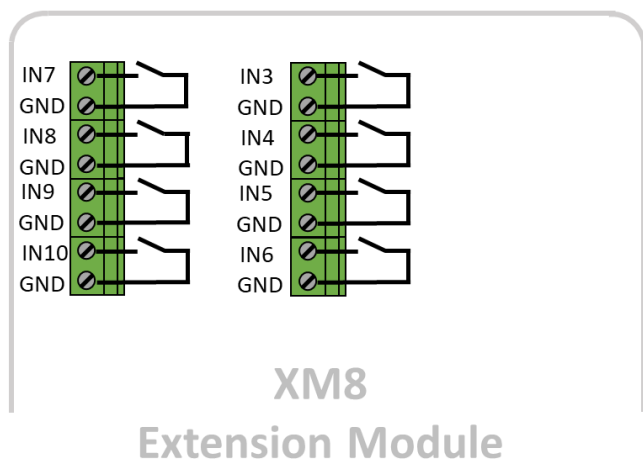 IN7
GND
IN8
GND
IN9
GND
IN10
GND
IN3
GND
IN4
GND
IN5
GND
IN6
GND
XM8
Extension Module